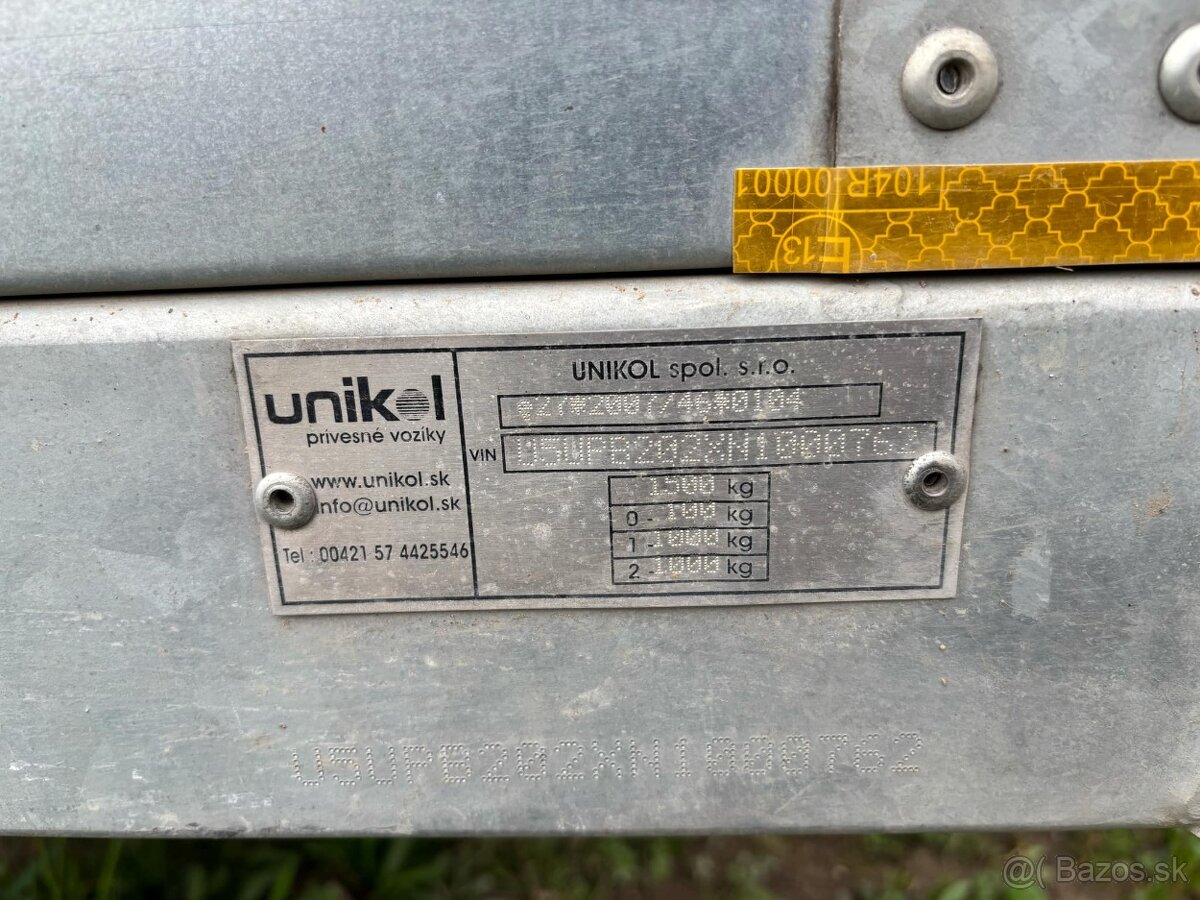 104R-00001
E13
unikol
prívesné vozíky
www.unikol.sk
info@unikol.sk
Tel : 00421 57 4425546
UNIKOL spol. s.r.o.
*27*2007/46*0104
VIN U5UPB202XN1000762
1500 kg
0 - 100 kg
1 - 1000 kg
2 - 1000 kg
U5UPB202XN1000762
@( Bazos.sk